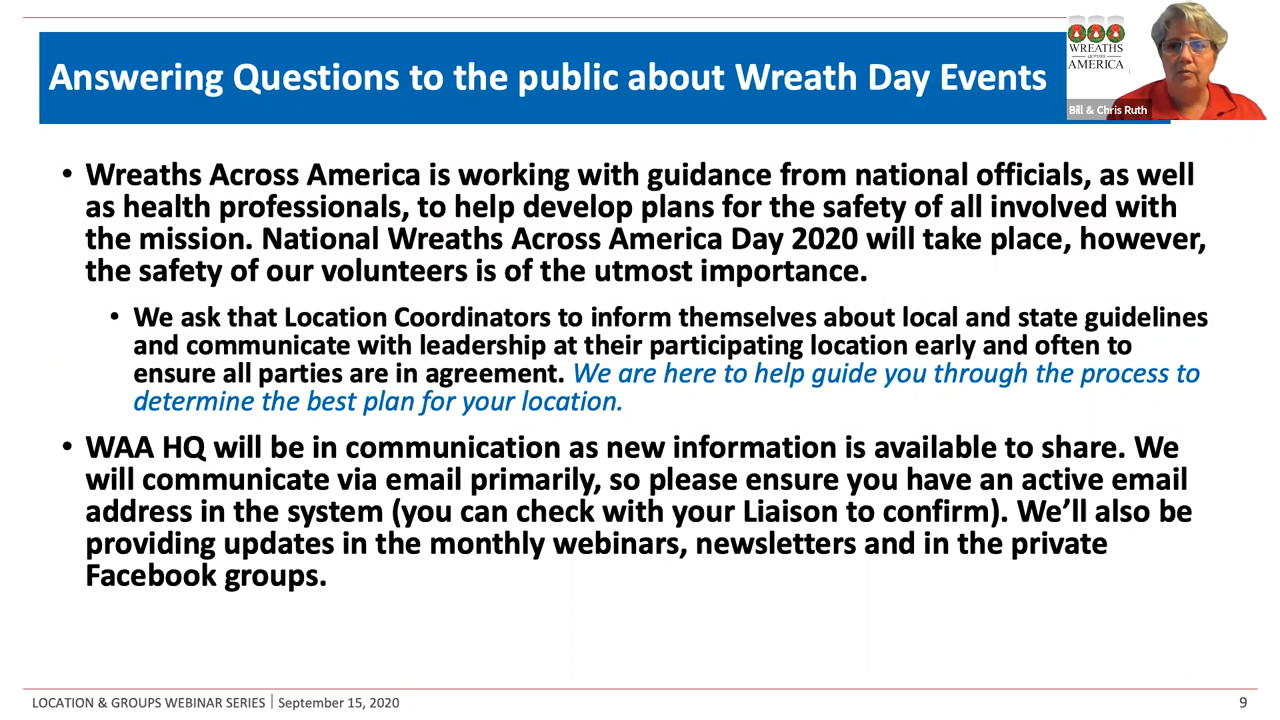 Answering Questions to the public about Wreath Day Events
WREATHS
across
AMERICA
Bill & Chris Ruth
• Wreaths Across America is working with guidance from national officials, as well
as health professionals, to help develop plans for the safety of all involved with
the mission. National Wreaths Across America Day 2020 will take place, however,
the safety of our volunteers is of the utmost importance.
• We ask that Location Coordinators to inform themselves about local and state guidelines
and communicate with leadership at their participating location early and often to
ensure all parties are in agreement. We are here to help guide you through the process to
determine the best plan for your location.
• WAA HQ will be in communication as new information is available to share. We
will communicate via email primarily, so please ensure you have an active email
address in the system (you can check with your Liaison to confirm). We’ll also be
providing updates in the monthly webinars, newsletters and in the private
Facebook groups.
LOCATION & GROUPS WEBINAR SERIES | September 15, 2020
9